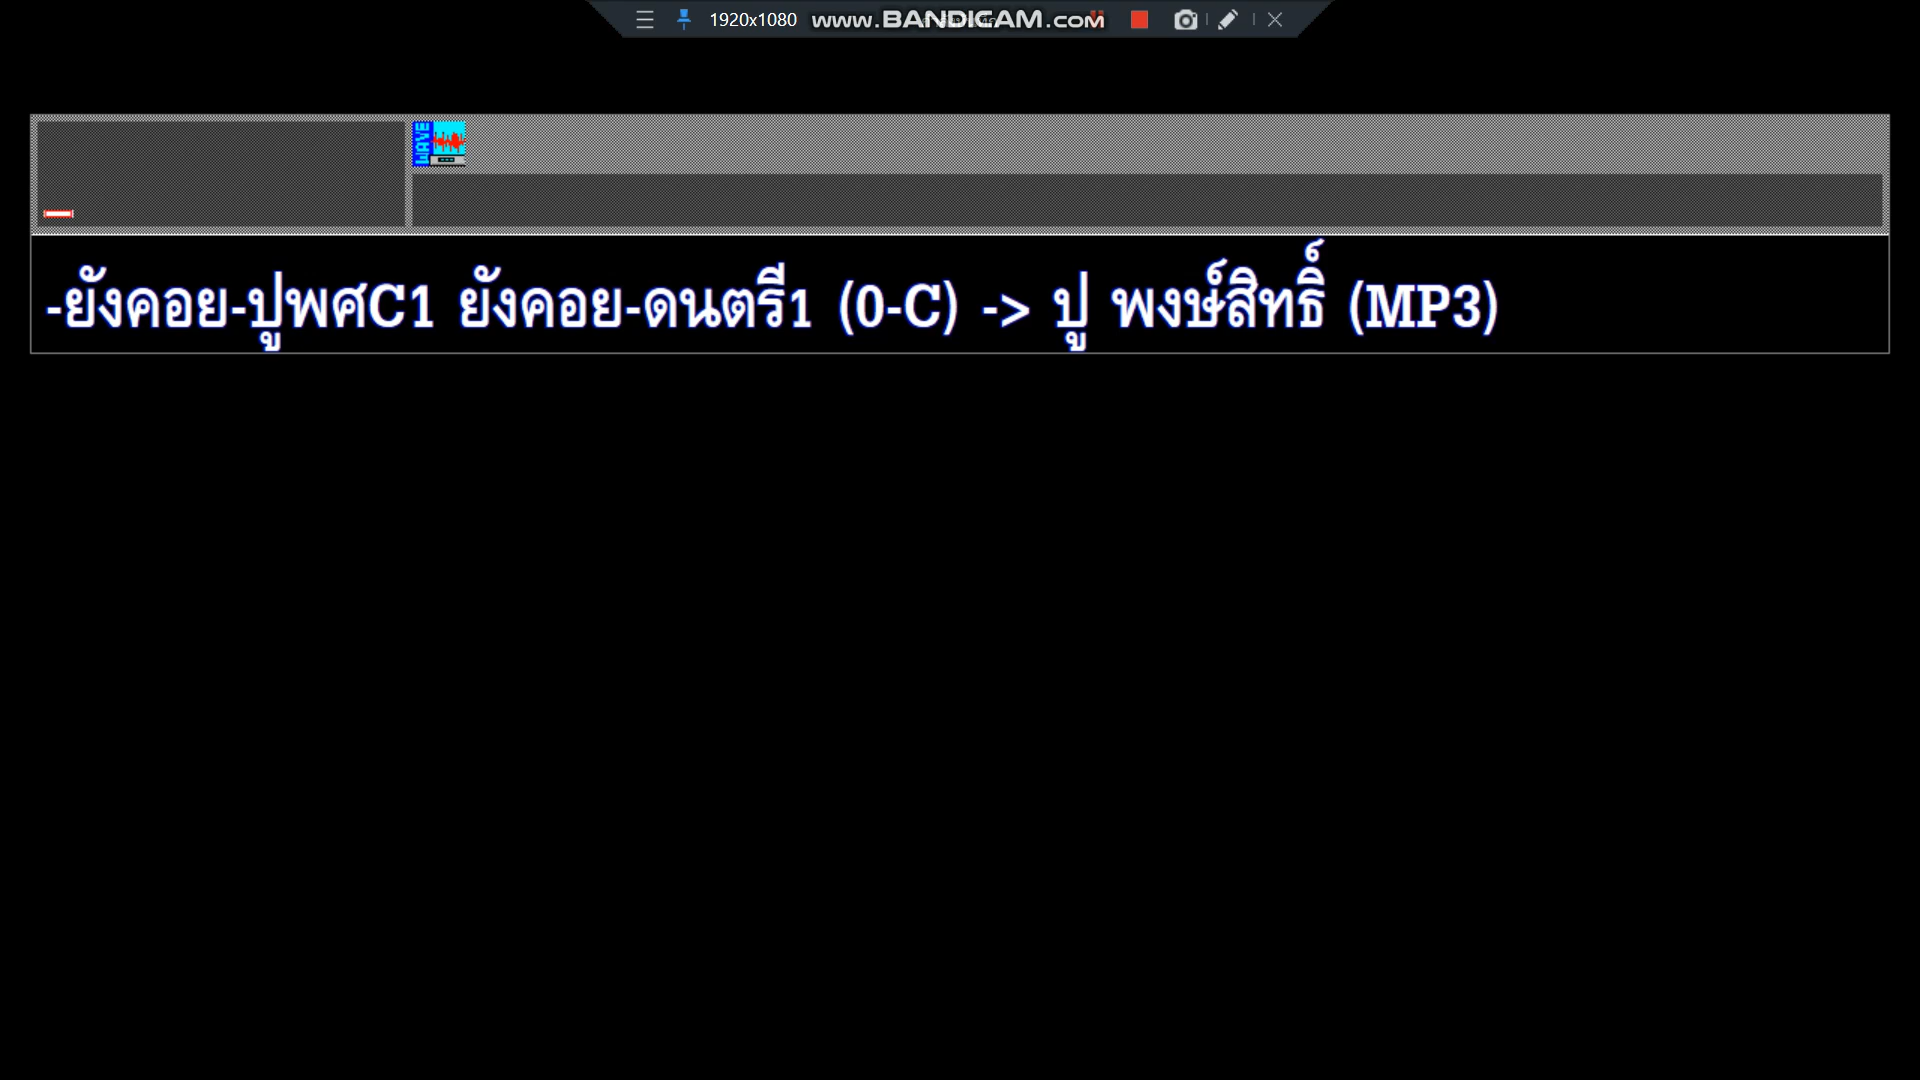 1920x1080 www.BANDICAM.com
WAVE
-ยังคอย-ปูพศC1 ยังคอย-ดนตรี1 (0-C) -> ปู พงษ์สิทธิ์ (MP3)